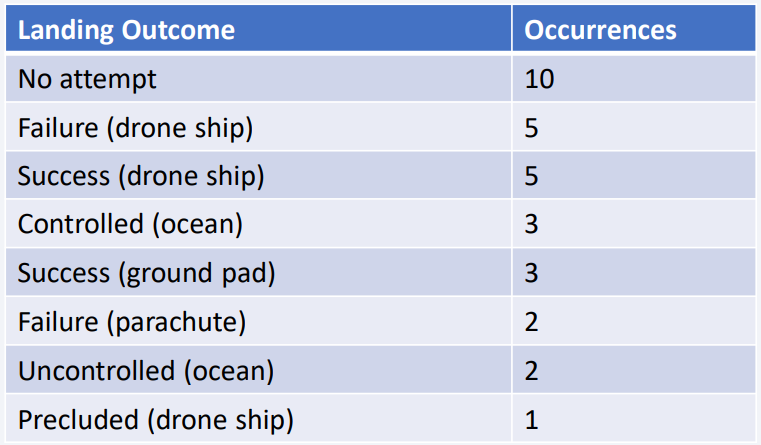 Landing Outcome Occurrences
No attempt 10
Failure (drone ship) 5
Success (drone ship) 5
Controlled (ocean) 3
Success (ground pad) 3
Failure (parachute) 2
Uncontrolled (ocean) 2
Precluded (drone ship) 1